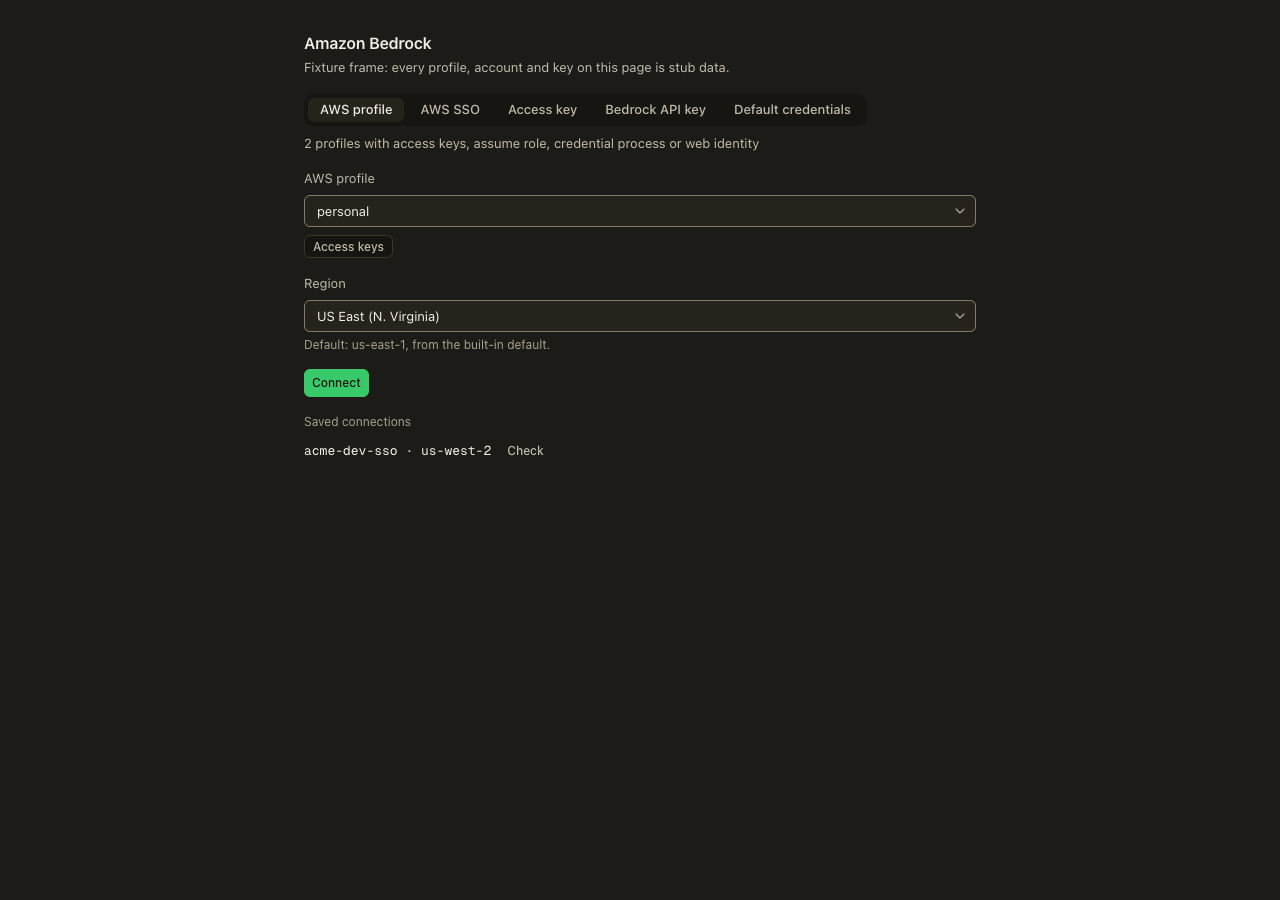 Amazon Bedrock
Fixture frame: every profile, account and key on this page is stub data.
AWS profile AWS SSO Access key Bedrock API key Default credentials
2 profiles with access keys, assume role, credential process or web identity
AWS profile
personal
Access keys
Region
US East (N. Virginia)
Default: us-east-1, from the built-in default.
Connect
Saved connections
acme-dev-sso · us-west-2 Check